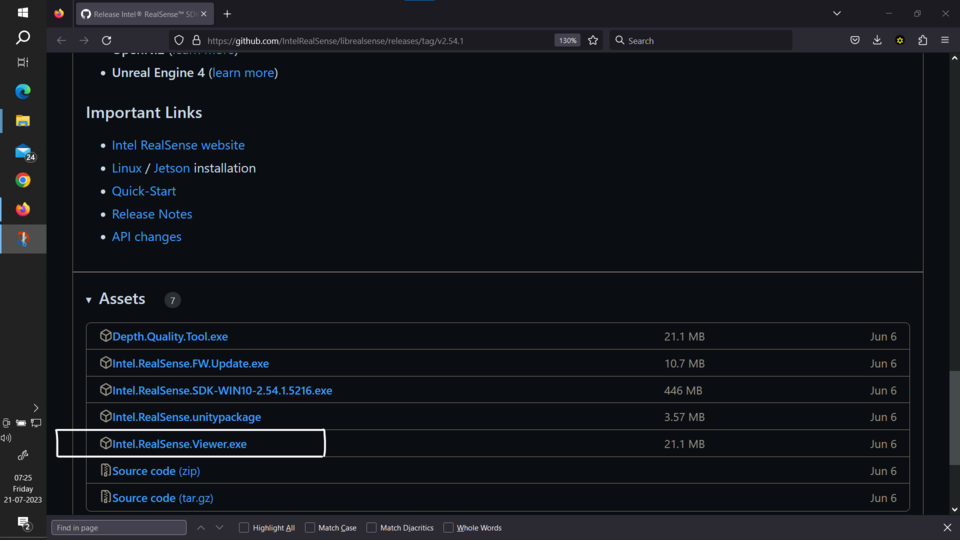 Release Intel® RealSense™ SD
https://github.com/IntelRealSense/librealsense/releases/tag/v2.54.1
130%
Search
Unreal Engine 4 (learn more)
Important Links
Intel RealSense website
Linux / Jetson installation
Quick-Start
Release Notes
API changes
Assets 7
Depth.Quality.Tool.exe 21.1 MB Jun 6
Intel.RealSense.FW.Update.exe 10.7 MB Jun 6
Intel.RealSense.SDK-WIN10-2.54.1.5216.exe 446 MB Jun 6
Intel.RealSense.unitypackage 3.57 MB Jun 6
Intel.RealSense.Viewer.exe 21.1 MB Jun 6
Source code (zip) Jun 6
Source code (tar.gz) Jun 6
24
07:25
Friday
21-07-2023
2
Find in page
Highlight All
Match Case
Match Diacritics
Whole Words